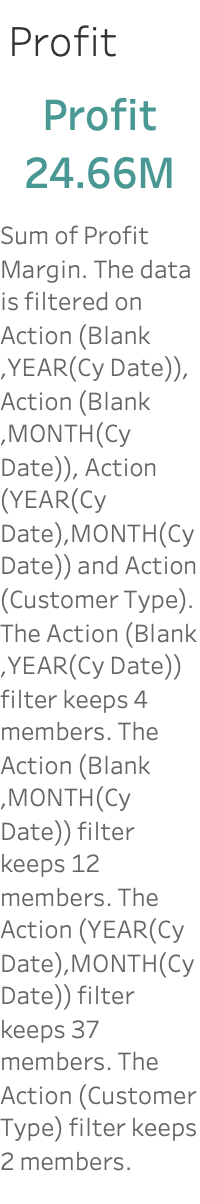 Profit
Profit
24.66M
Sum of Profit
Margin. The data
is filtered on
Action (Blank
,YEAR(Cy Date)),
Action (Blank
,MONTH(Cy
Date)), Action
(YEAR(Cy
Date),MONTH(Cy
Date)) and Action
(Customer Type).
The Action (Blank
,YEAR(Cy Date))
filter keeps 4
members. The
Action (Blank
,MONTH(Cy
Date)) filter
keeps 12
members. The
Action (YEAR(Cy
Date),MONTH(Cy
Date)) filter
keeps 37
members. The
Action (Customer
Type) filter keeps
2 members.